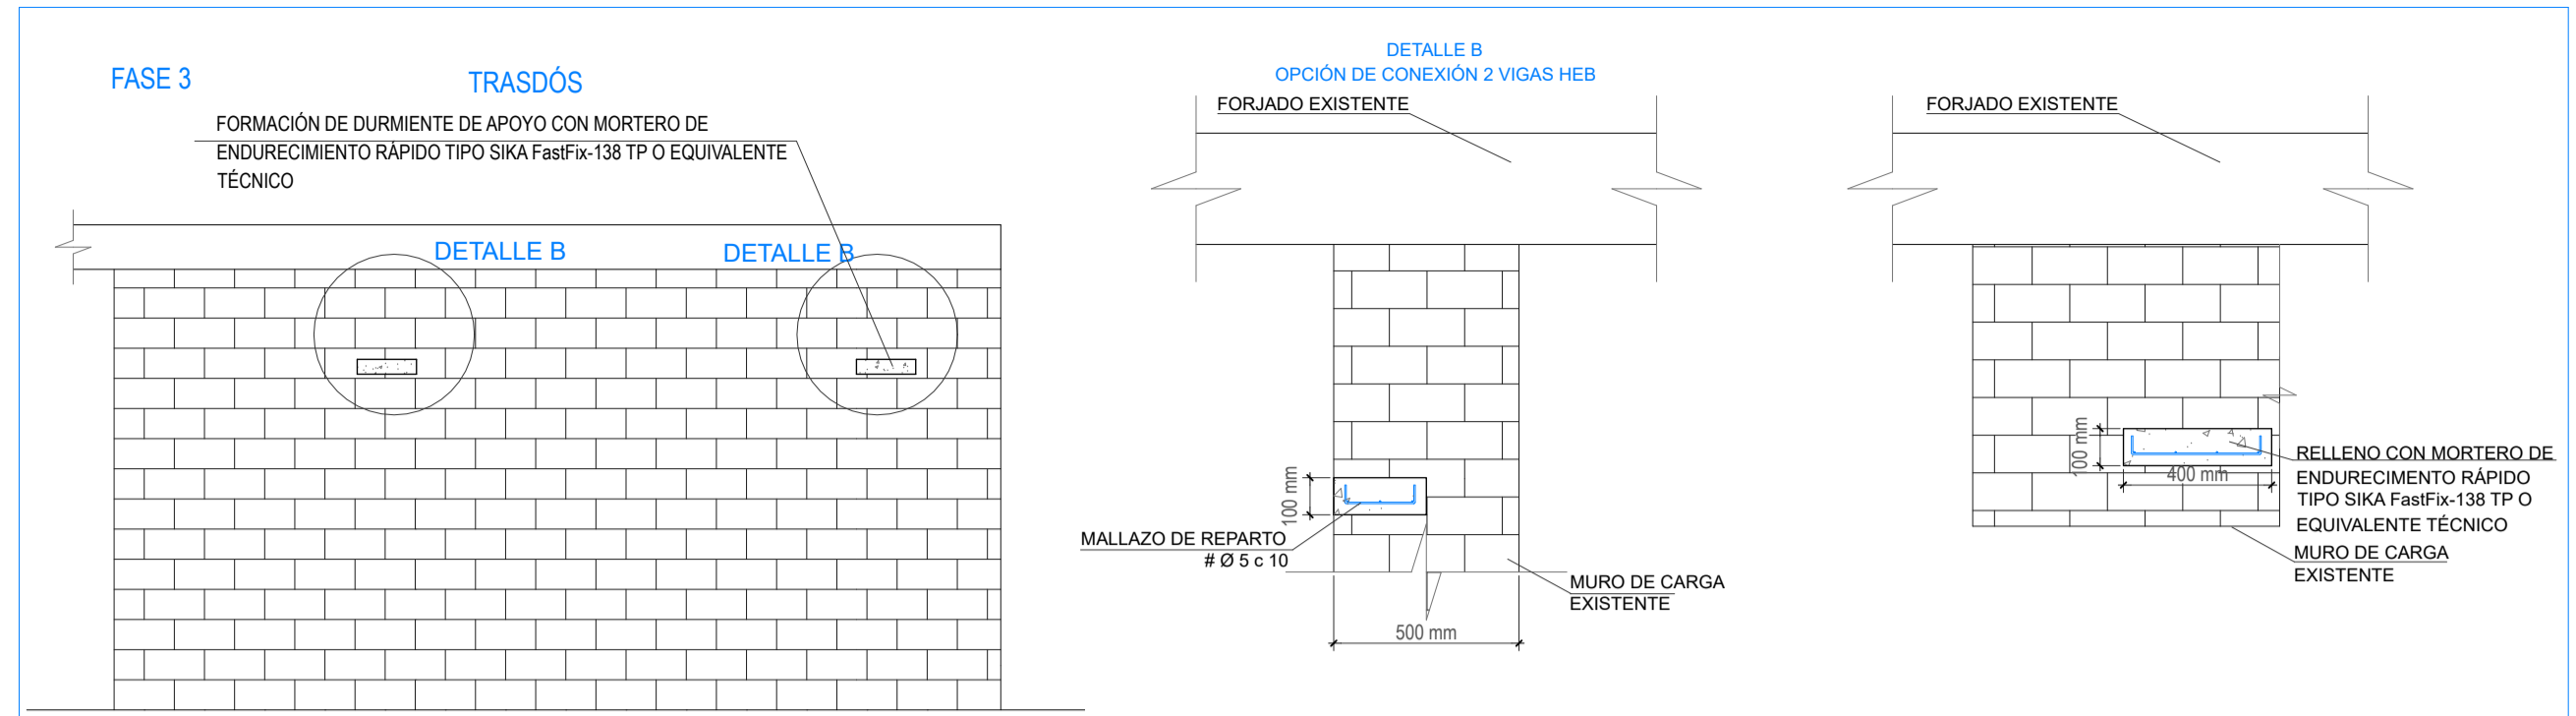 FASE 3
TRASDÓS
FORMACIÓN DE DURMIENTE DE APOYO CON MORTERO DE
ENDURECIMIENTO RÁPIDO TIPO SIKA FastFix-138 TP O EQUIVALENTE
TÉCNICO
DETALLE B
DETALLE B
DETALLE B
OPCIÓN DE CONEXIÓN 2 VIGAS HEB
FORJADO EXISTENTE
100 mm
MALLAZO DE REPARTO
# Ø 5 c 10
MURO DE CARGA
EXISTENTE
500 mm
FORJADO EXISTENTE
100 mm
400 mm
RELLENO CON MORTERO DE
ENDURECIMENTO RÁPIDO
TIPO SIKA FastFix-138 TP O
EQUIVALENTE TÉCNICO
MURO DE CARGA
EXISTENTE